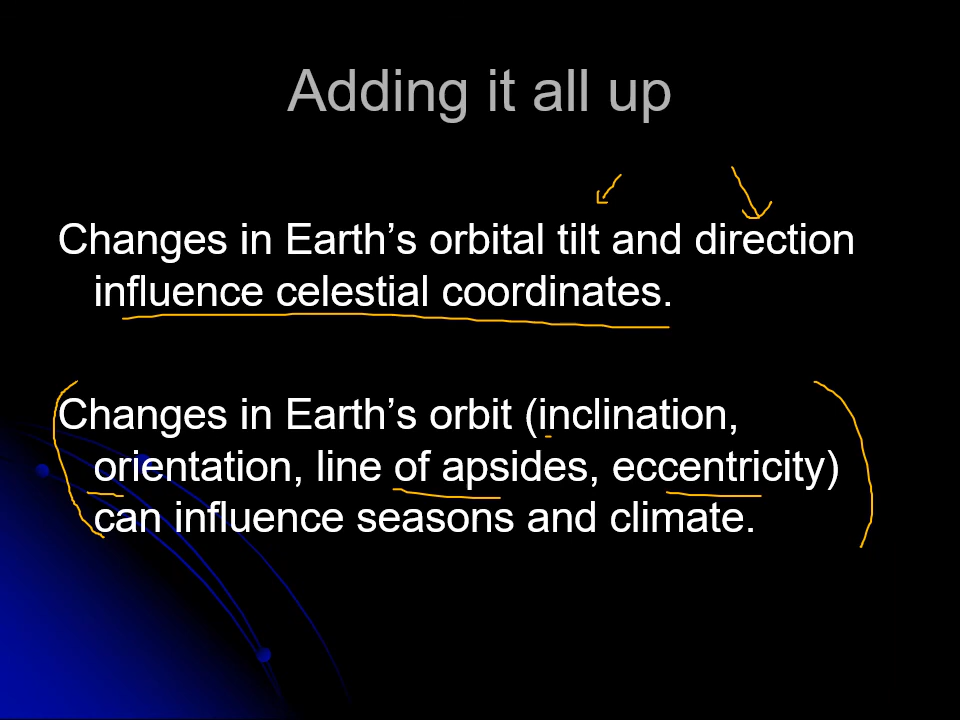 Adding it all up
Changes in Earth’s orbital tilt and direction
influence celestial coordinates.
Changes in Earth’s orbit (inclination,
orientation, line of apsides, eccentricity)
can influence seasons and climate.